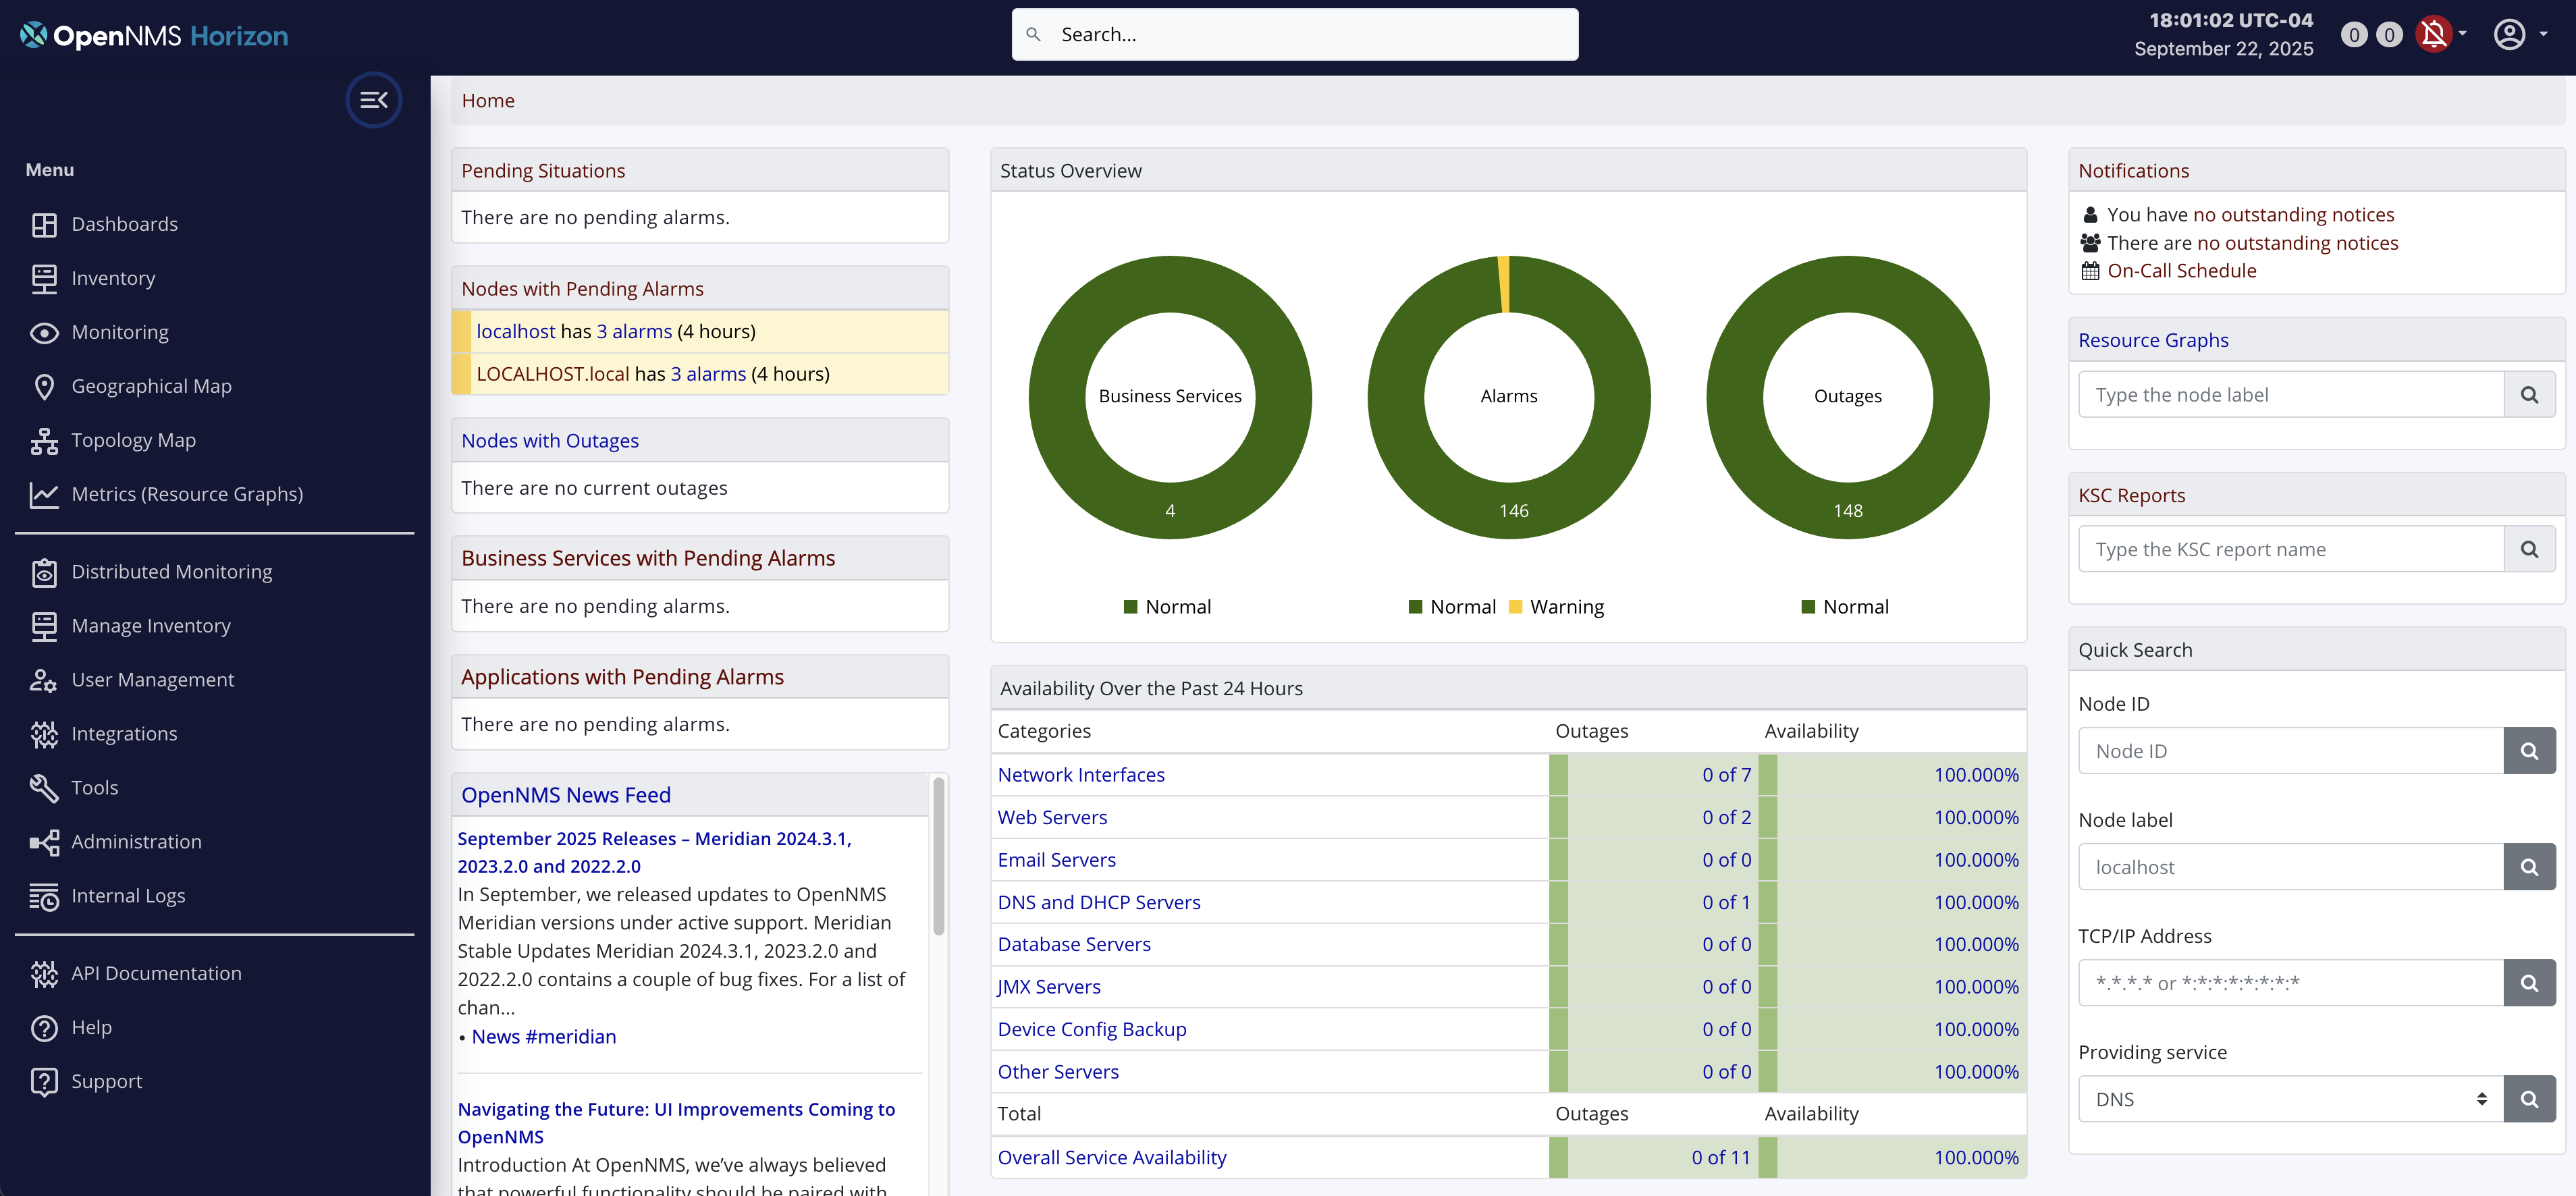 OpenNMS Horizon
Search...
18:01:02 UTC-04
September 22, 2025
0 0
Menu
Dashboards
Inventory
Monitoring
Geographical Map
Topology Map
Metrics (Resource Graphs)
Distributed Monitoring
Manage Inventory
User Management
Integrations
Tools
Administration
Internal Logs
API Documentation
Help
Support
Home
Pending Situations
There are no pending alarms.
Nodes with Pending Alarms
localhost has 3 alarms (4 hours)
LOCALHOST.local has 3 alarms (4 hours)
Nodes with Outages
There are no current outages
Business Services with Pending Alarms
There are no pending alarms.
Applications with Pending Alarms
There are no pending alarms.
OpenNMS News Feed
September 2025 Releases – Meridian 2024.3.1,
2023.2.0 and 2022.2.0
In September, we released updates to OpenNMS
Meridian versions under active support. Meridian
Stable Updates Meridian 2024.3.1, 2023.2.0 and
2022.2.0 contains a couple of bug fixes. For a list of
chan...
• News #meridian
Navigating the Future: UI Improvements Coming to
OpenNMS
Introduction At OpenNMS, we’ve always believed
that powerful functionality should be paired with
Status Overview
Business Services
4
Normal
Alarms
146
Normal Warning
Outages
148
Normal
Availability Over the Past 24 Hours
Categories Outages Availability
Network Interfaces 0 of 7 100.000%
Web Servers 0 of 2 100.000%
Email Servers 0 of 0 100.000%
DNS and DHCP Servers 0 of 1 100.000%
Database Servers 0 of 0 100.000%
JMX Servers 0 of 0 100.000%
Device Config Backup 0 of 0 100.000%
Other Servers 0 of 0 100.000%
Total Outages Availability
Overall Service Availability 0 of 11 100.000%
Notifications
You have no outstanding notices
There are no outstanding notices
On-Call Schedule
Resource Graphs
Type the node label
KSC Reports
Type the KSC report name
Quick Search
Node ID
Node ID
Node label
localhost
TCP/IP Address
*.*.*.* or *:*:*:*:*:*:*:*
Providing service
DNS